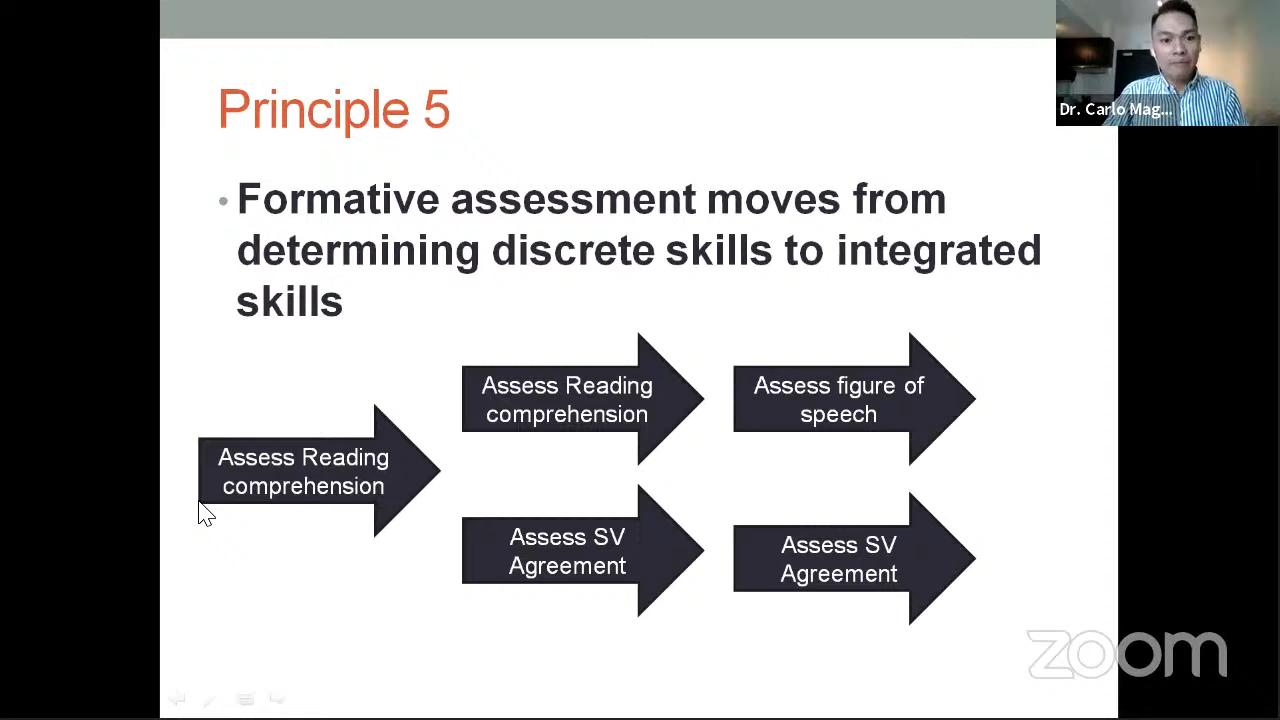 Principle 5
Dr. Carlo Mag...
• Formative assessment moves from
determining discrete skills to integrated
skills
Assess Reading
comprehension
Assess Reading
comprehension
Assess figure of
speech
Assess SV
Agreement
Assess SV
Agreement
zoom